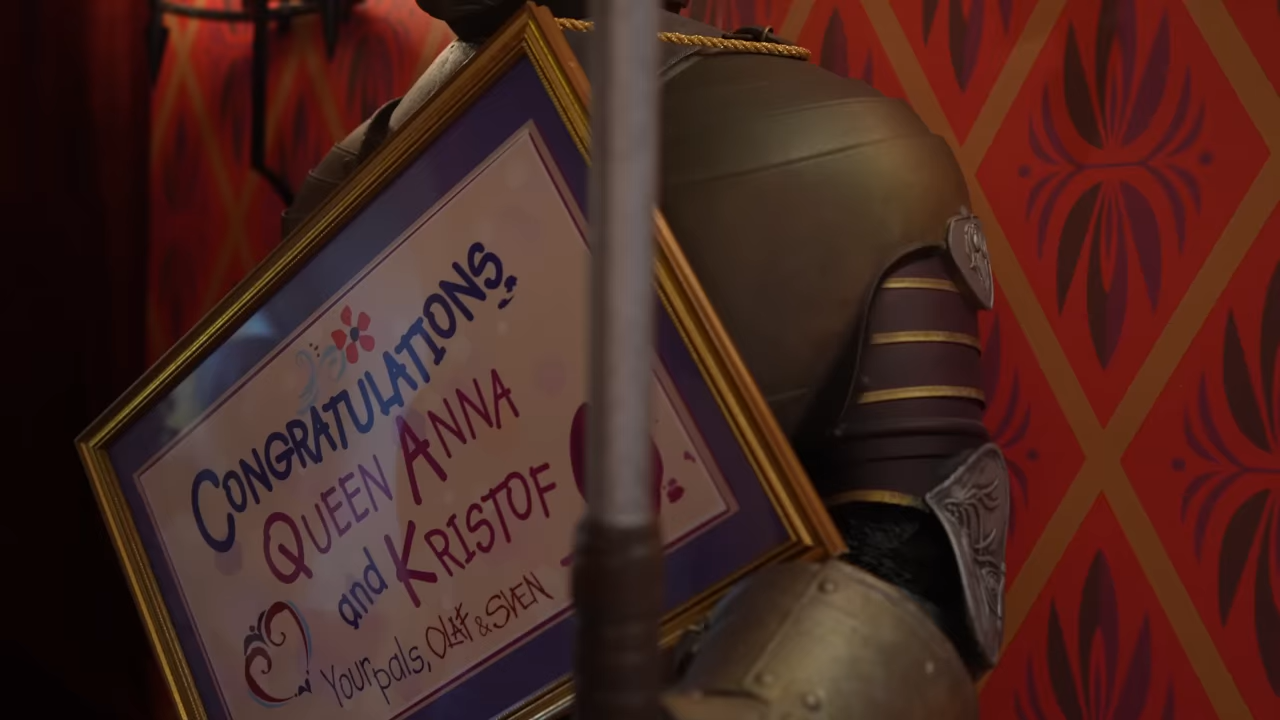 CONGRATULATIONS
QUEEN ANNA
and KRISTOF
Your pals, OLAF & SVEN